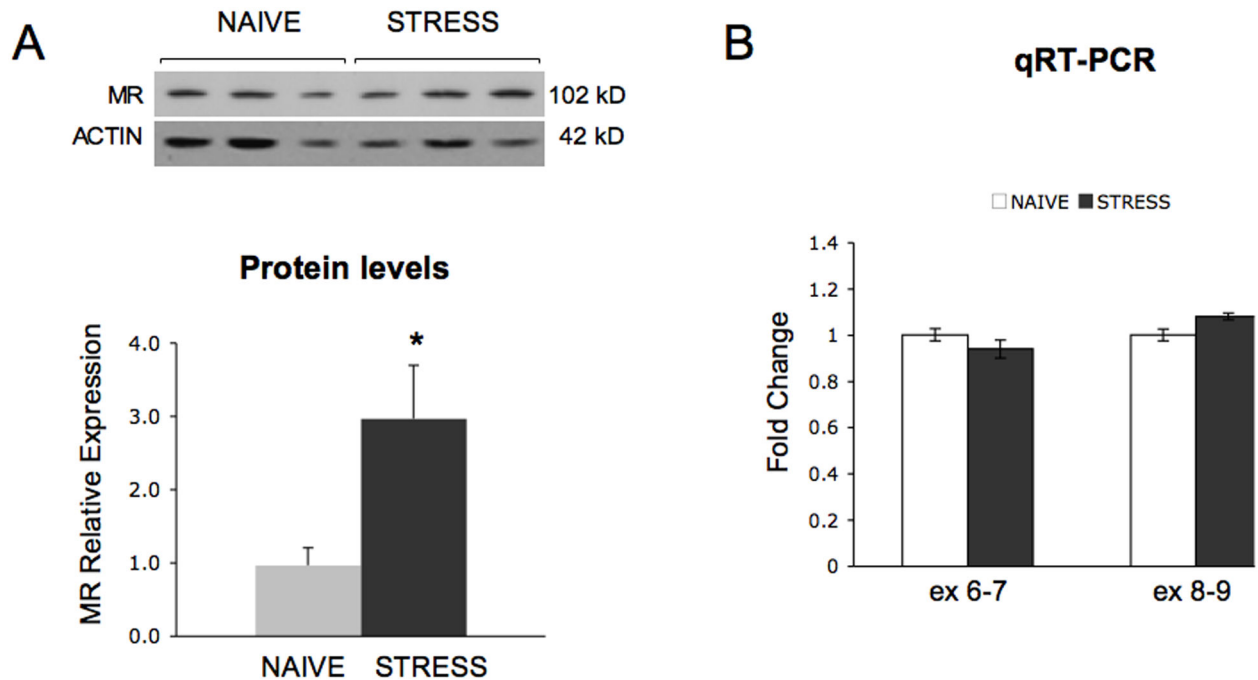 A
NAIVE STRESS
MR 102 kD
ACTIN 42 kD
Protein levels
MR Relative Expression
4.0
3.0
2.0
1.0
0.0
*
NAIVE STRESS
B
qRT-PCR
NAIVE STRESS
Fold Change
1.4
1.2
1
0.8
0.6
0.4
0.2
0
ex 6-7 ex 8-9